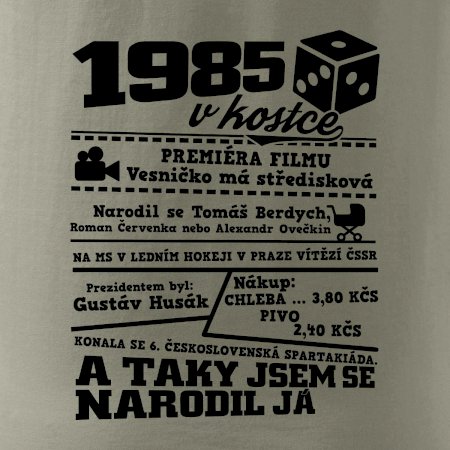 1985
v kostce
PREMIÉRA FILMU
Vesničko má středisková
Narodil se Tomáš Berdych,
Roman Červenka nebo Alexandr Ovečkin
NA MS V LEDNÍM HOKEJI V PRAZE VÍTĚZÍ ČSSR
Prezidentem byl:
Gustáv Husák
Nákup:
CHLEBA ... 3,80 KČS
PIVO
2,40 KČS
KONALA SE 6. ČESKOSLOVENSKÁ SPARTAKIÁDA.
A TAKY JSEM SE
NARODIL JÁ